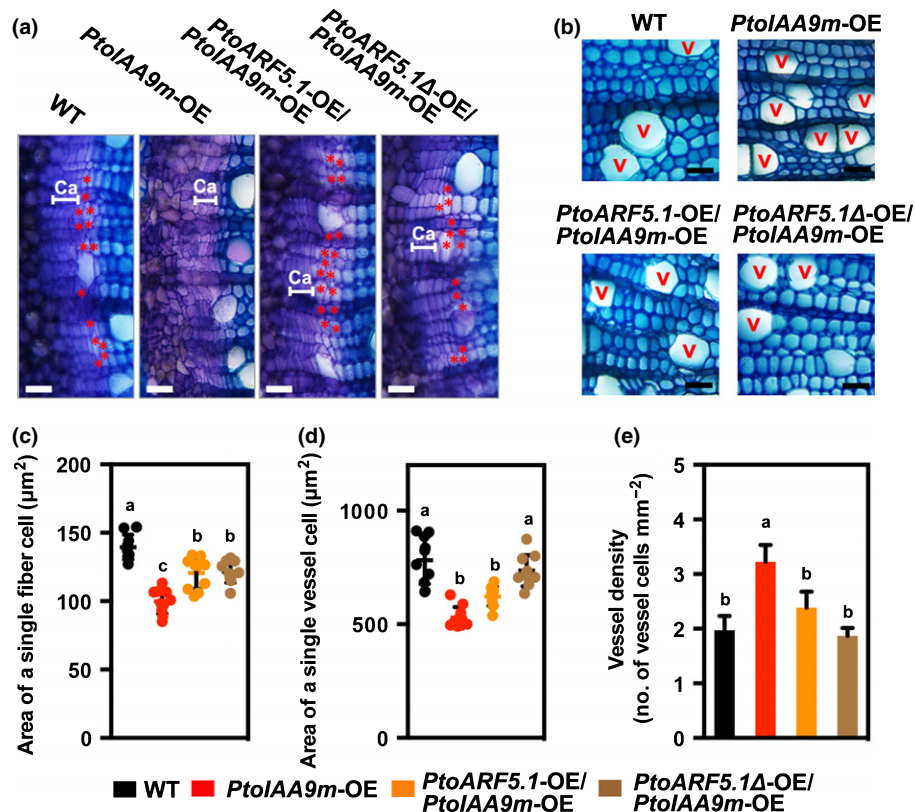 (a)
WT
PtoIAA9m-OE
PtoARF5.1-OE/
PtoIAA9m-OE
PtoARF5.1Δ-OE/
PtoIAA9m-OE
Ca
Ca
Ca
Ca
(b)
WT
PtoIAA9m-OE
V
V
V
V
V
V
V
V
V
PtoARF5.1-OE/
PtoIAA9m-OE
PtoARF5.1Δ-OE/
PtoIAA9m-OE
V
V
V
V
V
V
(c)
Area of a single fiber cell (µm²)
200
150
100
50
0
a
c
b
b
(d)
Area of a single vessel cell (µm²)
1000
500
0
a
b
b
a
(e)
Vessel density
(no. of vessel cells mm⁻²)
5
4
3
2
1
0
b
a
b
b
WT
PtoIAA9m-OE
PtoARF5.1-OE/
PtoIAA9m-OE
PtoARF5.1Δ-OE/
PtoIAA9m-OE